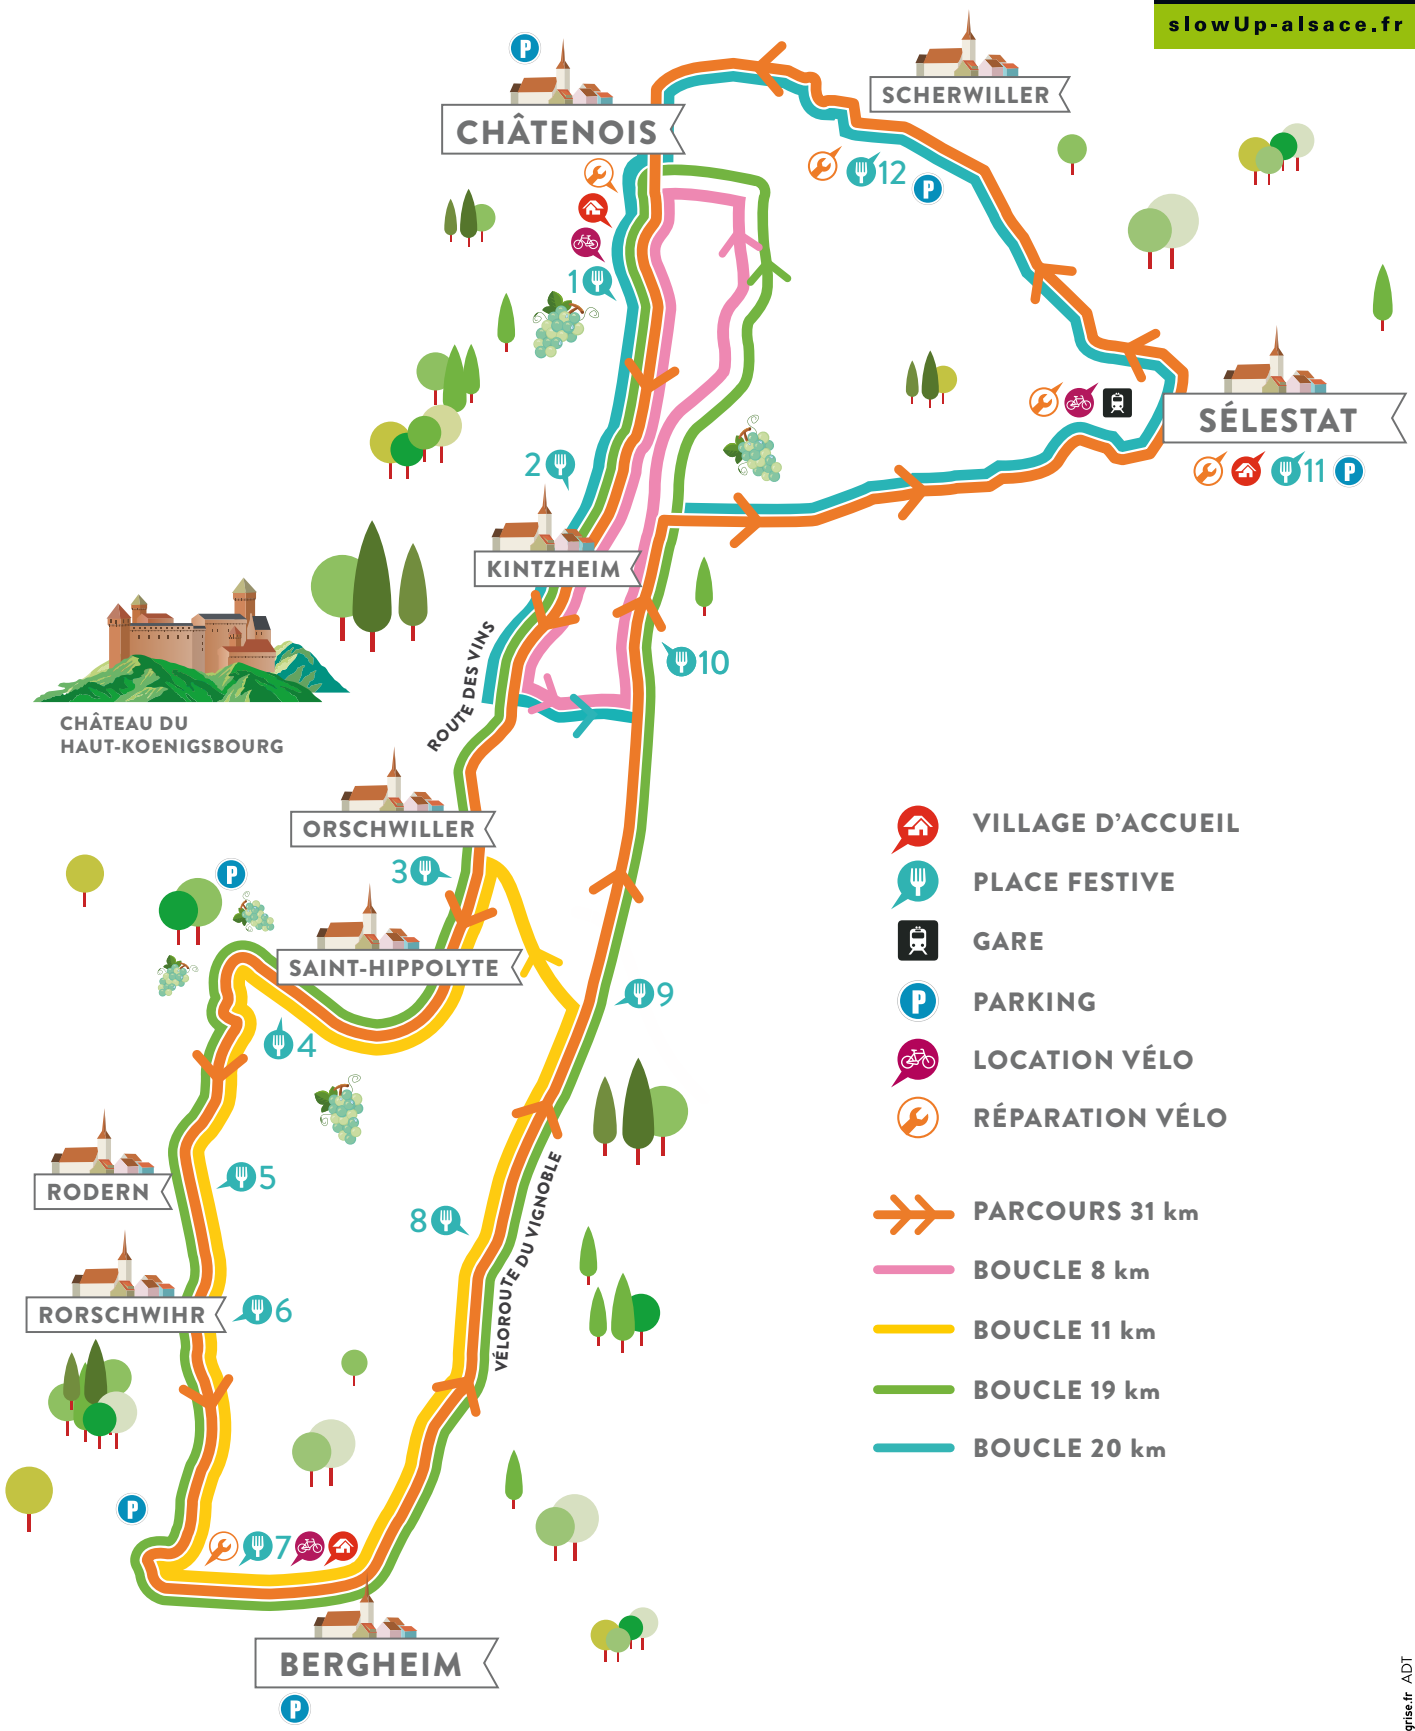 slowUp-alsace.fr
P
SCHERWILLER
CHÂTENOIS
12
P
1
SÉLESTAT
11
P
2
KINTZHEIM
ROUTE DES VINS
10
CHÂTEAU DU
HAUT-KOENIGSBOURG
ORSCHWILLER
3
P
SAINT-HIPPOLYTE
9
4
RODERN
5
8
VÉLOROUTE DU VIGNOBLE
RORSCHWIHR
6
P
7
BERGHEIM
P
VILLAGE D'ACCUEIL
PLACE FESTIVE
GARE
P
PARKING
LOCATION VÉLO
RÉPARATION VÉLO
PARCOURS 31 km
BOUCLE 8 km
BOUCLE 11 km
BOUCLE 19 km
BOUCLE 20 km
grise.fr ADT